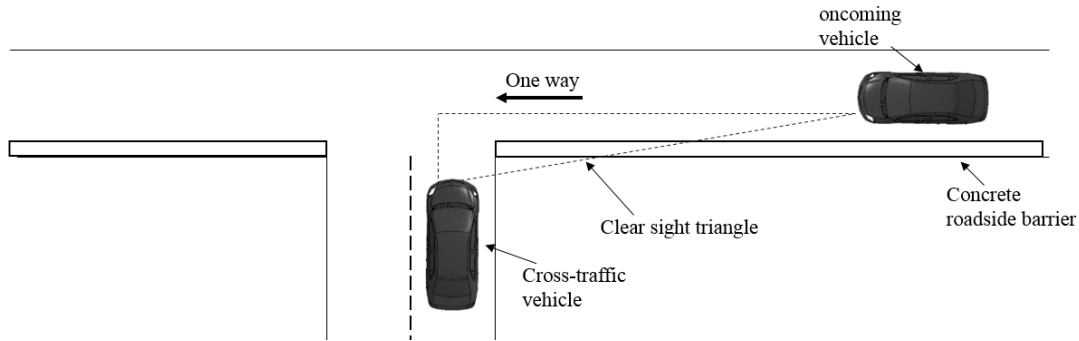 oncoming
vehicle
One way
Concrete
roadside barrier
Clear sight triangle
Cross-traffic
vehicle